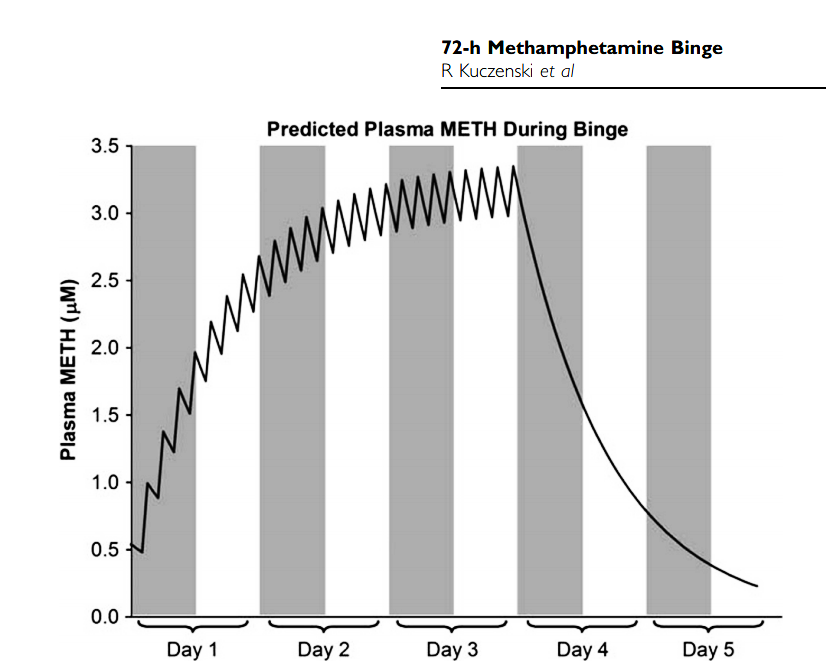 72-h Methamphetamine Binge
R Kuczenski et al
Predicted Plasma METH During Binge
3.5
3.0
2.5
2.0
1.5
1.0
0.5
0.0
Plasma METH (μM)
Day 1 Day 2 Day 3 Day 4 Day 5